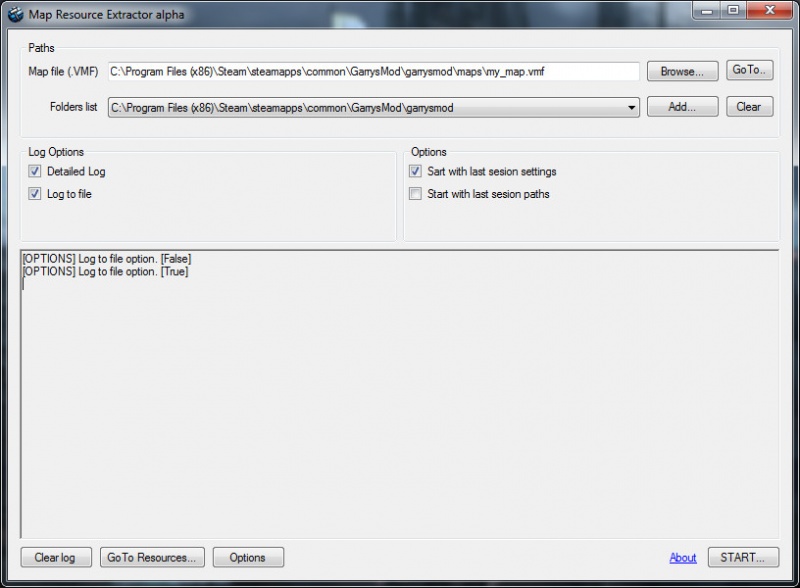 Map Resource Extractor alpha
Paths
Map file (.VMF) C:\Program Files (x86)\Steam\steamapps\common\GarrysMod\garrysmod\maps\my_map.vmf Browse... GoTo..
Folders list C:\Program Files (x86)\Steam\steamapps\common\GarrysMod\garrysmod Add... Clear
Log Options Options
Detailed Log Sart with last sesion settings
Log to file Start with last sesion paths
[OPTIONS] Log to file option. [False]
[OPTIONS] Log to file option. [True]
Clear log GoTo Resources... Options About START...